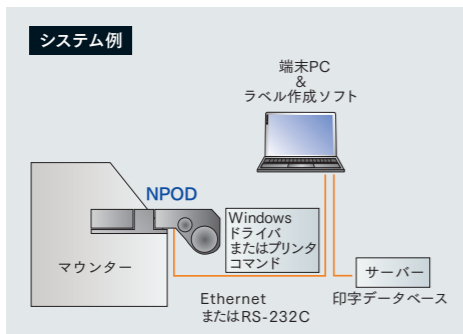 システム例
端末PC
&
ラベル作成ソフト
NPOD
Windows
ドライバ
またはプリンタ
コマンド
マウンター
サーバー
Ethernet
またはRS-232C
印字データベース